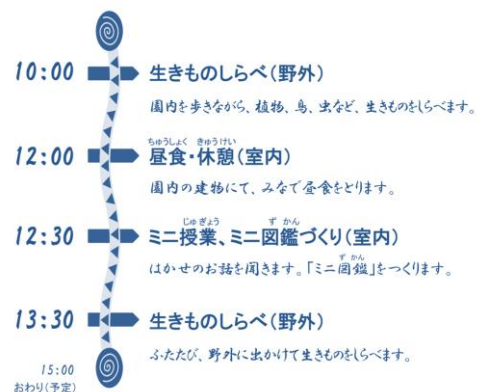 10:00 生きものしらべ(野外)
園内を歩きながら、植物、鳥、虫など、生きものをしらべます。
ちゅうしょく きゅうけい
12:00 昼食・休憩(室内)
園内の建物にて、みなで昼食をとります。
じゅぎょう ずかん
12:30 ミニ授業、ミニ図鑑づくり(室内)
ずかん
はかせのお話を聞きます。「ミニ図鑑」をつくります。
13:30 生きものしらべ(野外)
ふたたび、野外に出かけて生きものをしらべます。
15:00
おわり(予定)